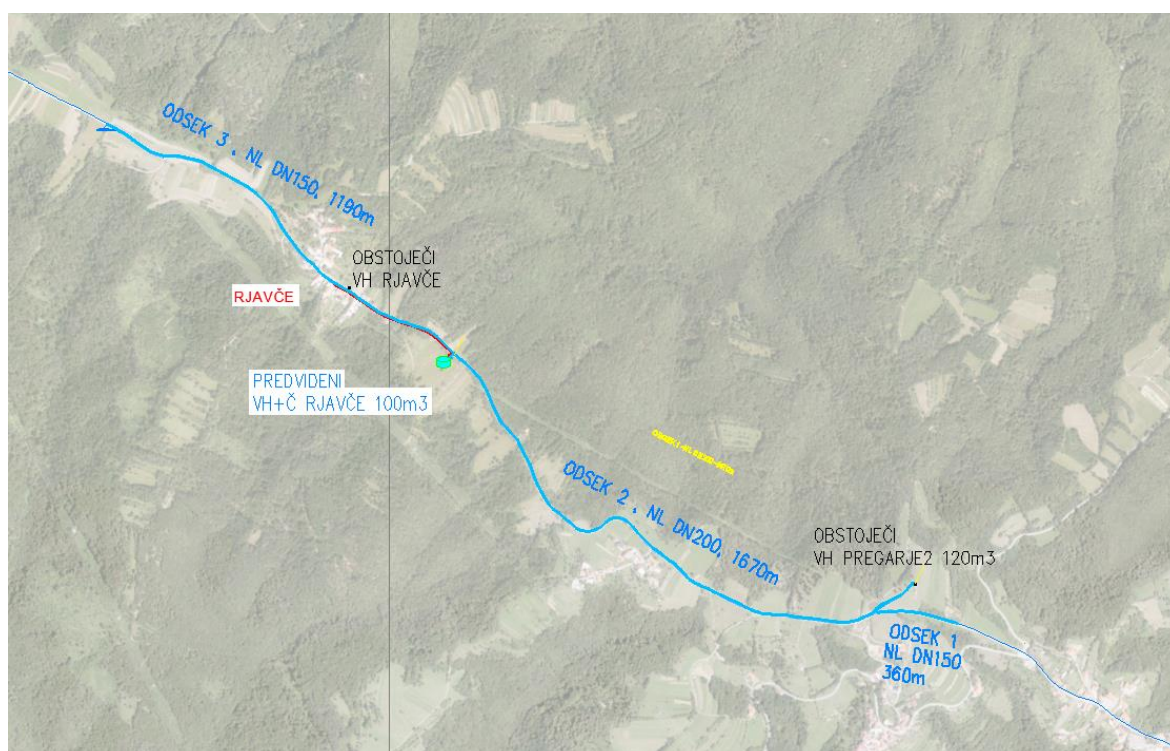 ODSEK 3 , NL DN150, 1190m
OBSTOJEČI
VH RJAVČE
RJAVČE
PREDVIDENI
VH+Č RJAVČE 100m3
ODSEK 2 , NL DN200, 1670m
OBSTOJEČI
VH PREGARJE2 120m3
ODSEK 1
NL DN150
360m